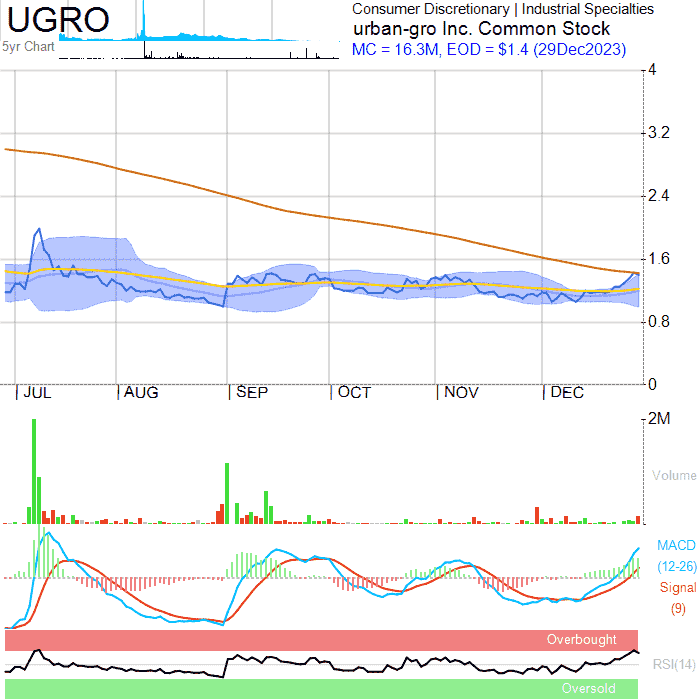 UGRO
5yr Chart
Consumer Discretionary | Industrial Specialties
urban-gro Inc. Common Stock
MC = 16.3M, EOD = $1.4 (29Dec2023)
4
3.2
2.4
1.6
0.8
0
JUL AUG SEP OCT NOV DEC
2M
Volume
MACD
(12-26)
Signal
(9)
Overbought
RSI(14)
Oversold